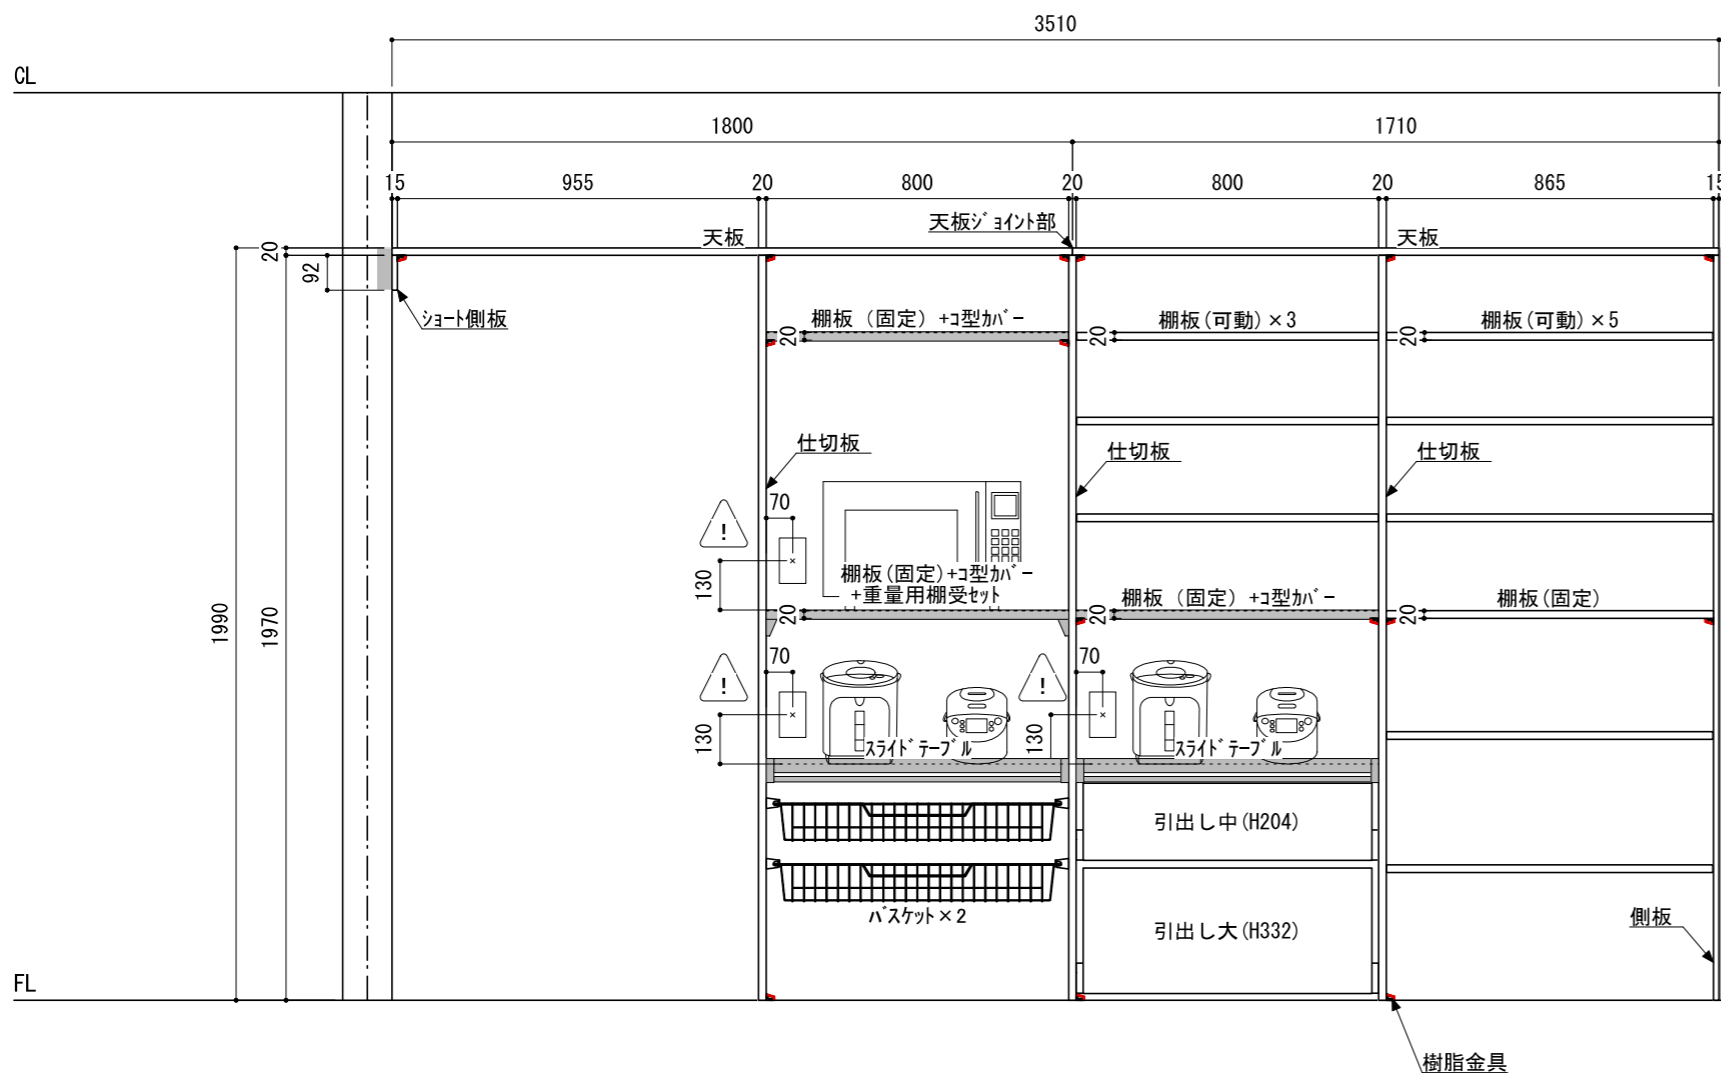 3510
CL
1800
1710
15
955
20
800
20
800
20
865
15
天板ｼﾞｮｲﾝﾄ部
天板
天板
20
92
ｼｮｰﾄ側板
棚板（固定）+ｺ型ｶﾊﾞｰ
棚板(可動)×3
棚板(可動)×5
20
20
20
仕切板
仕切板
仕切板
70
!
130
棚板(固定)+ｺ型ｶﾊﾞｰ
+重量用棚受ｾｯﾄ
棚板（固定）+ｺ型ｶﾊﾞｰ
棚板(固定)
20
20
20
1990
1970
70
70
!
!
130
130
ｽﾗｲﾄﾞﾃｰﾌﾞﾙ
ｽﾗｲﾄﾞﾃｰﾌﾞﾙ
引出し中(H204)
ﾊﾞｽｹｯﾄ×2
引出し大(H332)
側板
FL
樹脂金具